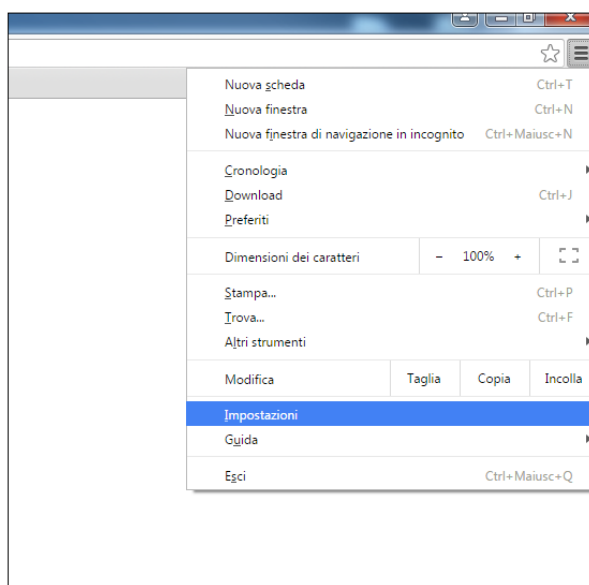 Nuova scheda Ctrl+T
Nuova finestra Ctrl+N
Nuova finestra di navigazione in incognito Ctrl+Maiusc+N
Cronologia
Download Ctrl+J
Preferiti
Dimensioni dei caratteri − 100% +
Stampa... Ctrl+P
Trova... Ctrl+F
Altri strumenti
Modifica Taglia Copia Incolla
Impostazioni
Guida
Esci Ctrl+Maiusc+Q